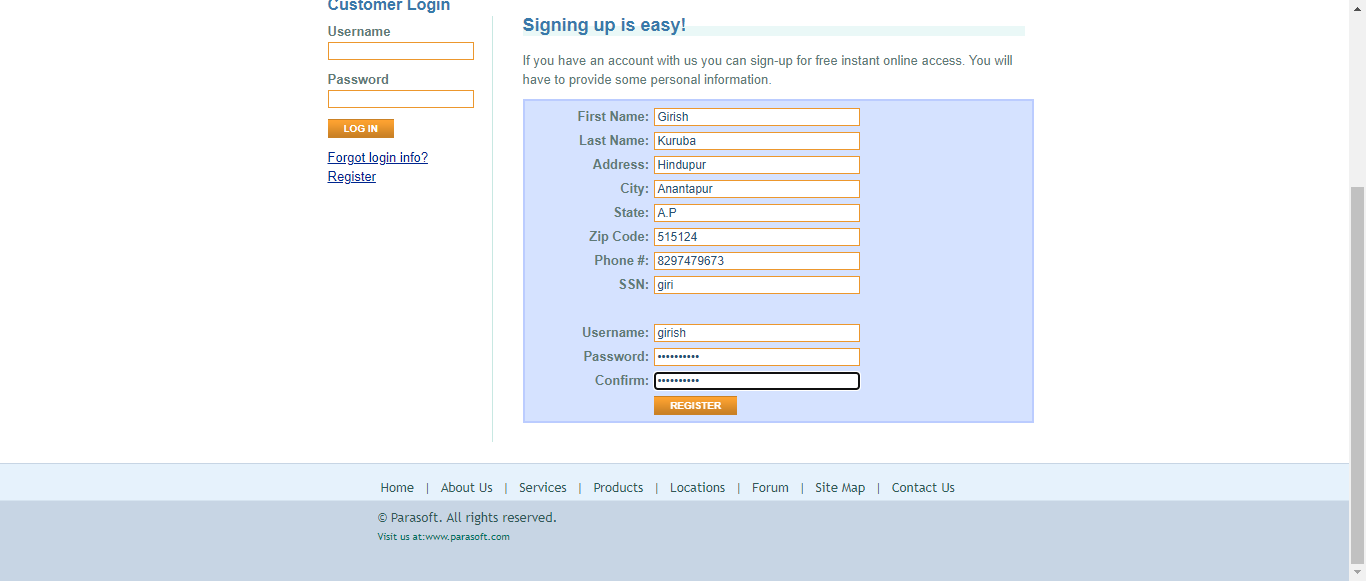 Customer Login
Username
Password
LOG IN
Forgot login info?
Register
Signing up is easy!
If you have an account with us you can sign-up for free instant online access. You will
have to provide some personal information.
First Name: Girish
Last Name: Kuruba
Address: Hindupur
City: Anantapur
State: A.P
Zip Code: 515124
Phone #: 8297479673
SSN: giri
Username: girish
Password: ••••••••••
Confirm: ••••••••••
REGISTER
Home | About Us | Services | Products | Locations | Forum | Site Map | Contact Us
© Parasoft. All rights reserved.
Visit us at:www.parasoft.com